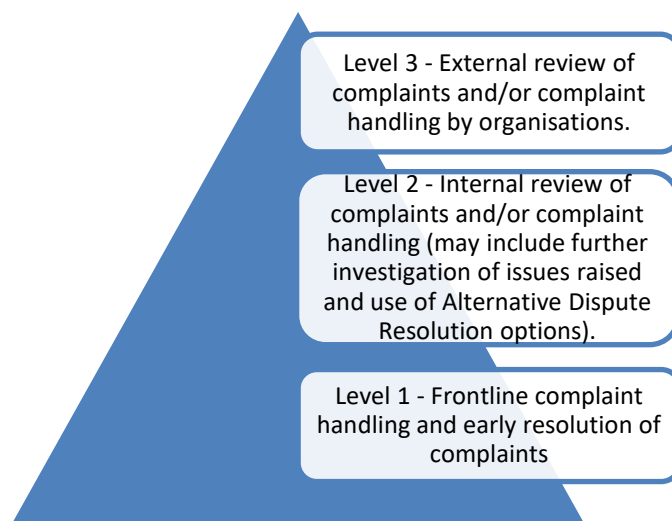 Level 3 - External review of
complaints and/or complaint
handling by organisations.
Level 2 - Internal review of
complaints and/or complaint
handling (may include further
investigation of issues raised
and use of Alternative Dispute
Resolution options).
Level 1 - Frontline complaint
handling and early resolution of
complaints